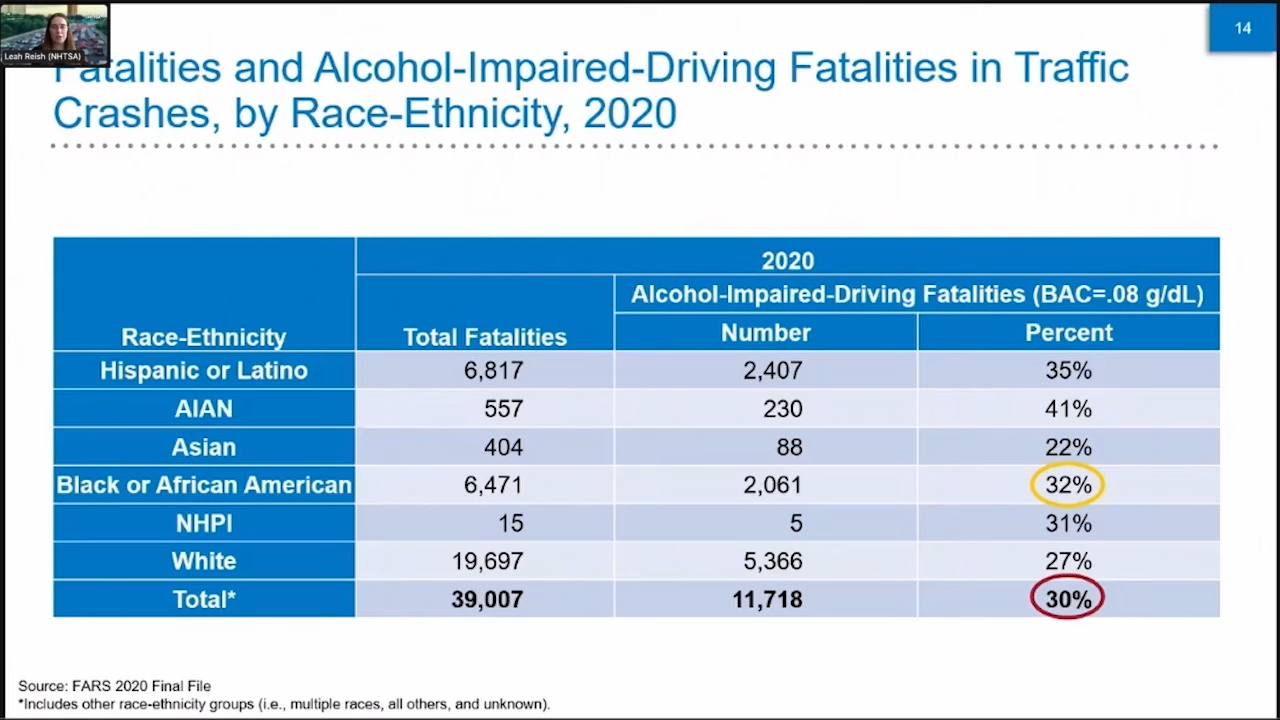 Leah Reish (NHTSA)
14
Fatalities and Alcohol-Impaired-Driving Fatalities in Traffic
Crashes, by Race-Ethnicity, 2020
2020
Alcohol-Impaired-Driving Fatalities (BAC=.08 g/dL)
Race-Ethnicity Total Fatalities Number Percent
Hispanic or Latino 6,817 2,407 35%
AIAN 557 230 41%
Asian 404 88 22%
Black or African American 6,471 2,061 32%
NHPI 15 5 31%
White 19,697 5,366 27%
Total* 39,007 11,718 30%
Source: FARS 2020 Final File
*Includes other race-ethnicity groups (i.e., multiple races, all others, and unknown).